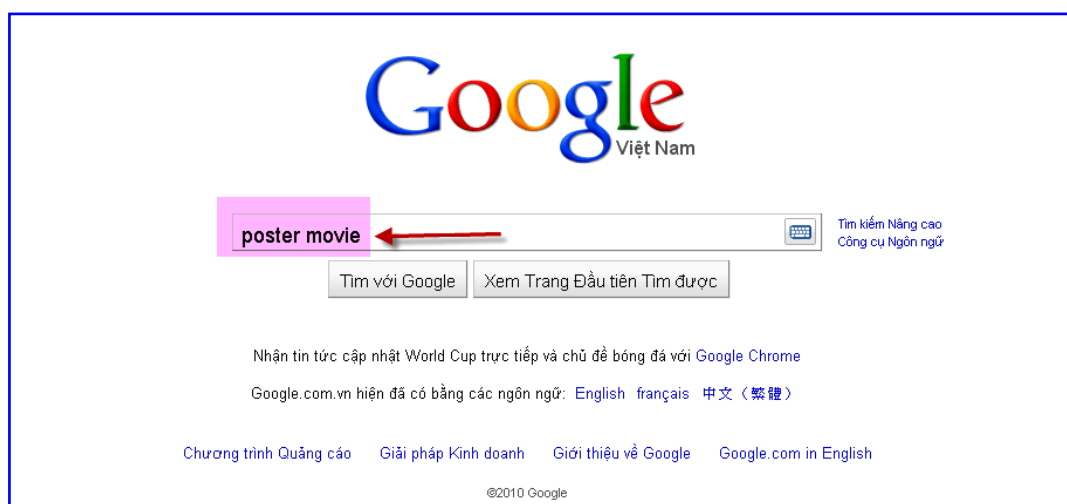 Google
Việt Nam
poster movie
Tìm kiếm Nâng cao
Công cụ Ngôn ngữ
Tìm với Google Xem Trang Đầu tiên Tìm được
Nhận tin tức cập nhật World Cup trực tiếp và chủ đề bóng đá với Google Chrome
Google.com.vn hiện đã có bằng các ngôn ngữ: English français 中文（繁體）
Chương trình Quảng cáo Giải pháp Kinh doanh Giới thiệu về Google Google.com in English
©2010 Google